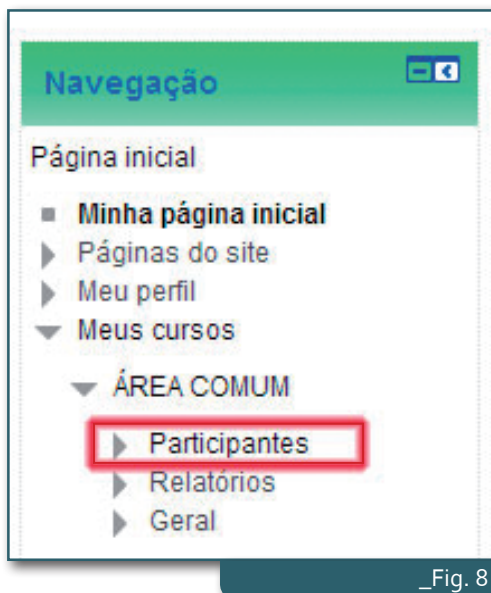 Navegação
Página inicial
Minha página inicial
Páginas do site
Meu perfil
Meus cursos
ÁREA COMUM
Participantes
Relatórios
Geral
_Fig. 8